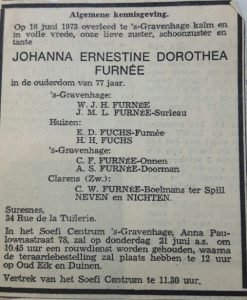 Algemene kennisgeving.
Op 16 juni 1973 overleed te 's-Gravenhage kalm en
in volle vrede, onze lieve zuster, schoonzuster en
tante
JOHANNA ERNESTINE DOROTHEA
FURNÉE
in de ouderdom van 77 jaar.
's-Gravenhage:
W. J. H. FURNÉE
J. M. L. FURNÉE-Surleau
Huizen:
E. D. FUCHS-Furnée
H. H. FUCHS
's-Gravenhage:
C. F. FURNÉE-Oonen
A. S. FURNÉE-Doorman
Clarens (Zw.):
C. W. FURNÉE-Boelmans ter Spill
NEVEN en NICHTEN.
Suresnes.
34 Rue de la Tuilerie.
In het Soefi Centrum 's-Gravenhage, Anna Pau-
lownastraat 78, zal op donderdag 21 juni a.s. om
10.45 uur een rouwdienst worden gehouden, waarna
de teraardebestelling zal plaats hebben te 12 uur
op Oud Eik en Duinen.
Vertrek van het Soefi Centrum te 11.30 uur.